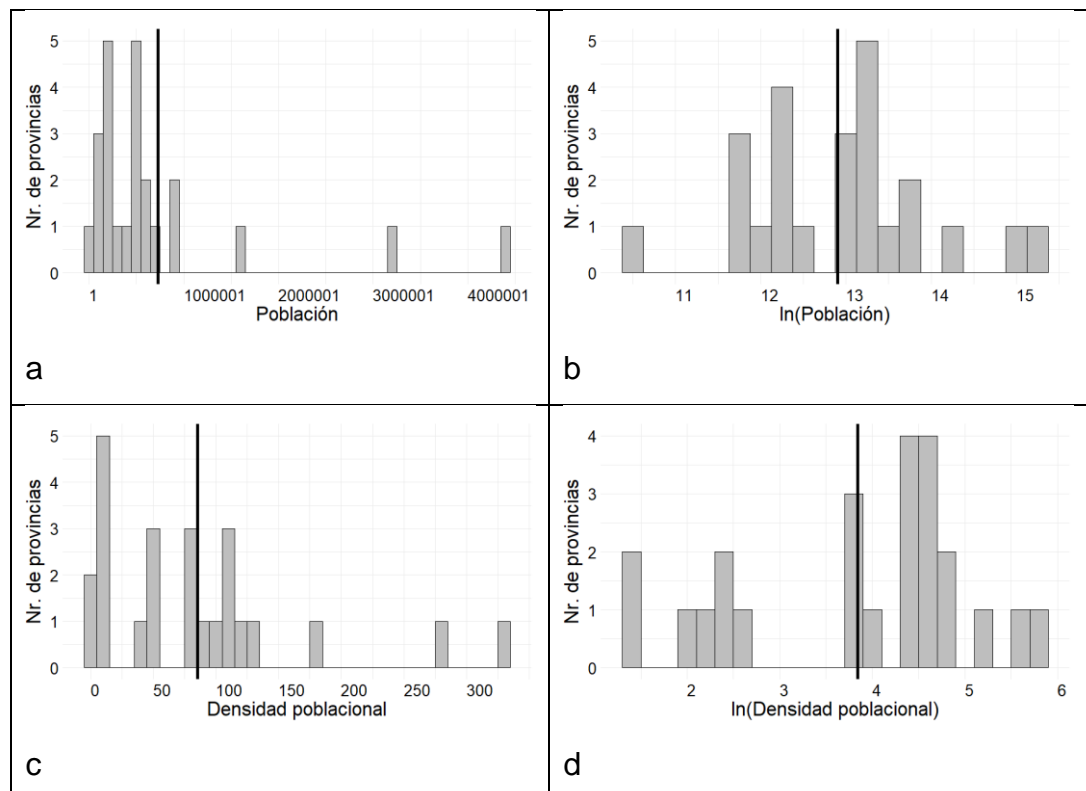 Nr. de provincias
5
4
3
2
1
0
1 1000001 2000001 3000001 4000001
Población
a
Nr. de provincias
5
4
3
2
1
0
11 12 13 14 15
ln(Población)
b
Nr. de provincias
5
4
3
2
1
0
0 50 100 150 200 250 300
Densidad poblacional
c
Nr. de provincias
4
3
2
1
0
2 3 4 5 6
ln(Densidad poblacional)
d